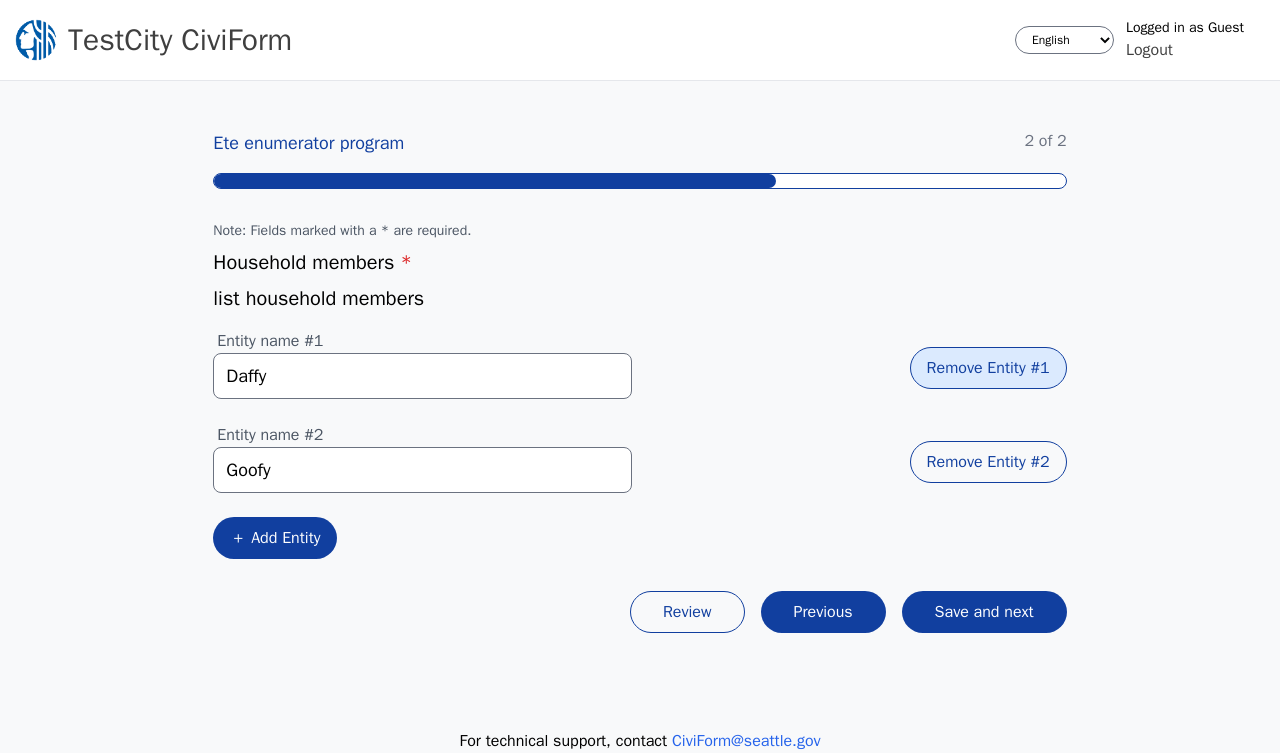 TestCity CiviForm
English
Logged in as Guest
Logout
Ete enumerator program
2 of 2
Note: Fields marked with a * are required.
Household members *
list household members
Entity name #1
Daffy
Remove Entity #1
Entity name #2
Goofy
Remove Entity #2
+ Add Entity
Review
Previous
Save and next
For technical support, contact CiviForm@seattle.gov